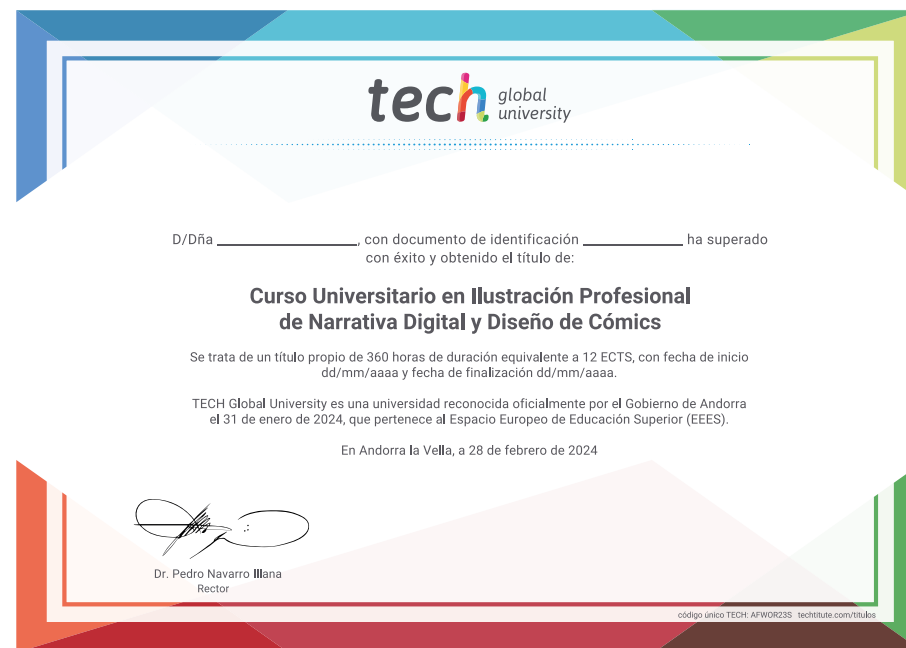 tech global university
D/Dña ________________, con documento de identificación ____________ ha superado
con éxito y obtenido el título de:
Curso Universitario en Ilustración Profesional
de Narrativa Digital y Diseño de Cómics
Se trata de un título propio de 360 horas de duración equivalente a 12 ECTS, con fecha de inicio
dd/mm/aaaa y fecha de finalización dd/mm/aaaa.
TECH Global University es una universidad reconocida oficialmente por el Gobierno de Andorra
el 31 de enero de 2024, que pertenece al Espacio Europeo de Educación Superior (EEES).
En Andorra la Vella, a 28 de febrero de 2024
Dr. Pedro Navarro Illana
Rector
código único TECH: AFWOR23S techtitute.com/titulos